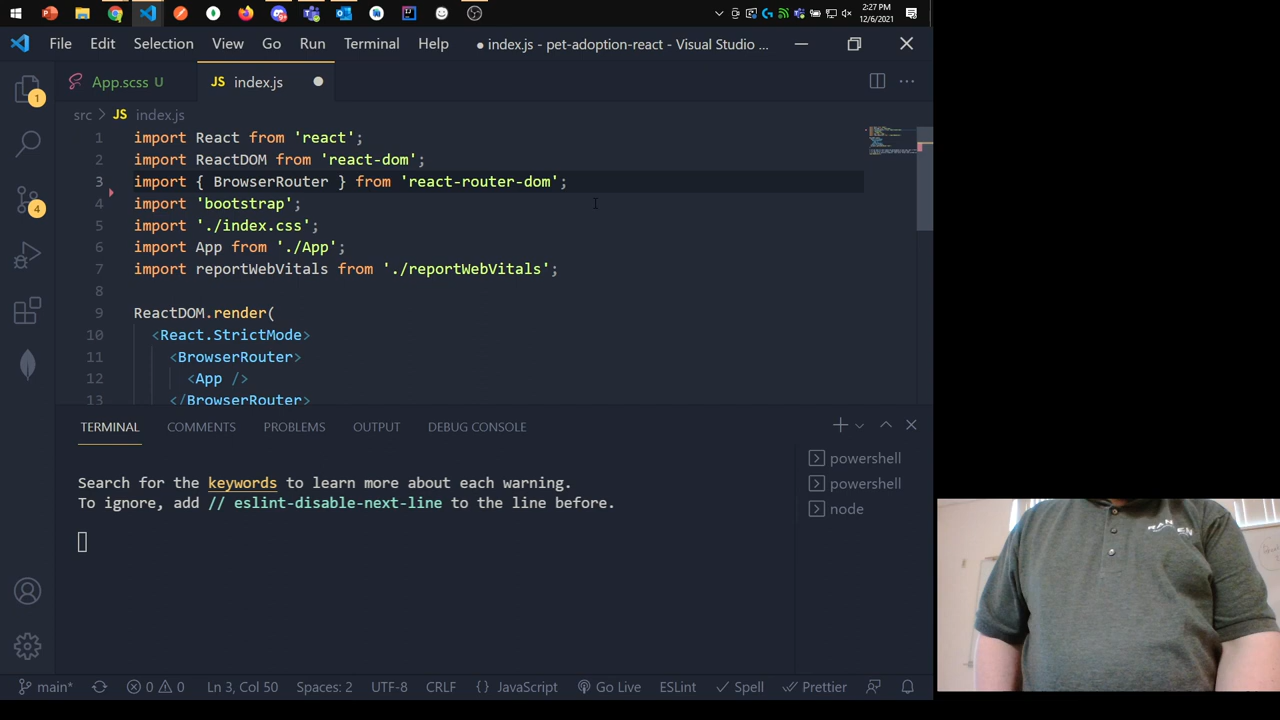 2:27 PM
12/6/2021
File Edit Selection View Go Run Terminal Help ● index.js - pet-adoption-react - Visual Studio ...
App.scss U JS index.js
src > JS index.js
1 import React from 'react';
2 import ReactDOM from 'react-dom';
3 import { BrowserRouter } from 'react-router-dom';
4 import 'bootstrap';
5 import './index.css';
6 import App from './App';
7 import reportWebVitals from './reportWebVitals';
8
9 ReactDOM.render(
10 <React.StrictMode>
11 <BrowserRouter>
12 <App />
13 </BrowserRouter>
1
4
TERMINAL COMMENTS PROBLEMS OUTPUT DEBUG CONSOLE
Search for the keywords to learn more about each warning.
To ignore, add // eslint-disable-next-line to the line before.
powershell
powershell
node
main* 0 0 Ln 3, Col 50 Spaces: 2 UTF-8 CRLF {} JavaScript Go Live ESLint Spell Prettier